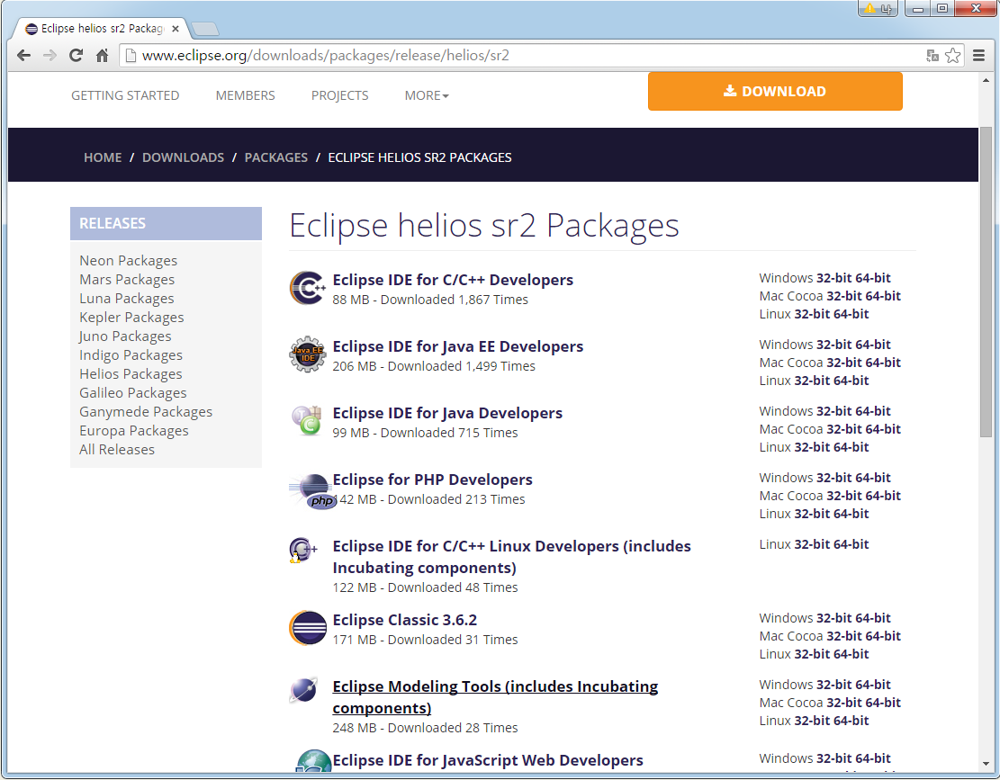 4
Eclipse helios sr2 Packag
www.eclipse.org/downloads/packages/release/helios/sr2
GETTING STARTED MEMBERS PROJECTS MORE
DOWNLOAD
HOME / DOWNLOADS / PACKAGES / ECLIPSE HELIOS SR2 PACKAGES
RELEASES
Neon Packages
Mars Packages
Luna Packages
Kepler Packages
Juno Packages
Indigo Packages
Helios Packages
Galileo Packages
Ganymede Packages
Europa Packages
All Releases
Eclipse helios sr2 Packages
C++
Eclipse IDE for C/C++ Developers
88 MB - Downloaded 1,867 Times
Windows 32-bit 64-bit
Mac Cocoa 32-bit 64-bit
Linux 32-bit 64-bit
Java EE
IDE
Eclipse IDE for Java EE Developers
206 MB - Downloaded 1,499 Times
Windows 32-bit 64-bit
Mac Cocoa 32-bit 64-bit
Linux 32-bit 64-bit
Eclipse IDE for Java Developers
99 MB - Downloaded 715 Times
Windows 32-bit 64-bit
Mac Cocoa 32-bit 64-bit
Linux 32-bit 64-bit
php
Eclipse for PHP Developers
142 MB - Downloaded 213 Times
Windows 32-bit 64-bit
Mac Cocoa 32-bit 64-bit
Linux 32-bit 64-bit
Eclipse IDE for C/C++ Linux Developers (includes
Incubating components)
122 MB - Downloaded 48 Times
Linux 32-bit 64-bit
Eclipse Classic 3.6.2
171 MB - Downloaded 31 Times
Windows 32-bit 64-bit
Mac Cocoa 32-bit 64-bit
Linux 32-bit 64-bit
Eclipse Modeling Tools (includes Incubating
components)
248 MB - Downloaded 28 Times
Windows 32-bit 64-bit
Mac Cocoa 32-bit 64-bit
Linux 32-bit 64-bit
Eclipse IDE for JavaScript Web Developers
Windows 32-bit 64-bit